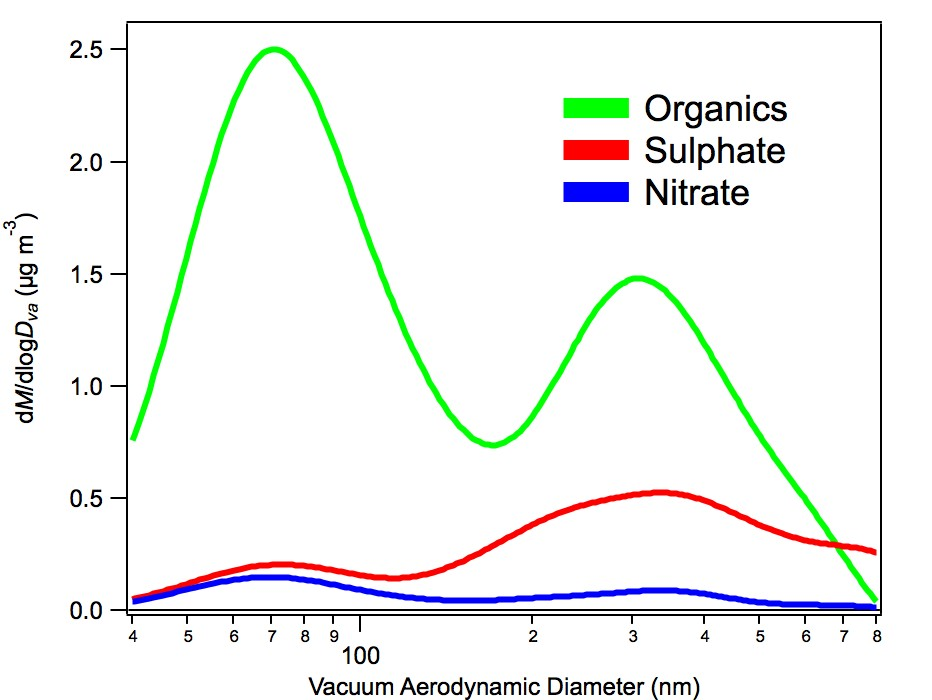 2.5
2.0
1.5
1.0
0.5
0.0
dM/dlogDva (µg m-3)
Organics
Sulphate
Nitrate
4 5 6 7 8 9 2 3 4 5 6 7 8
100
Vacuum Aerodynamic Diameter (nm)